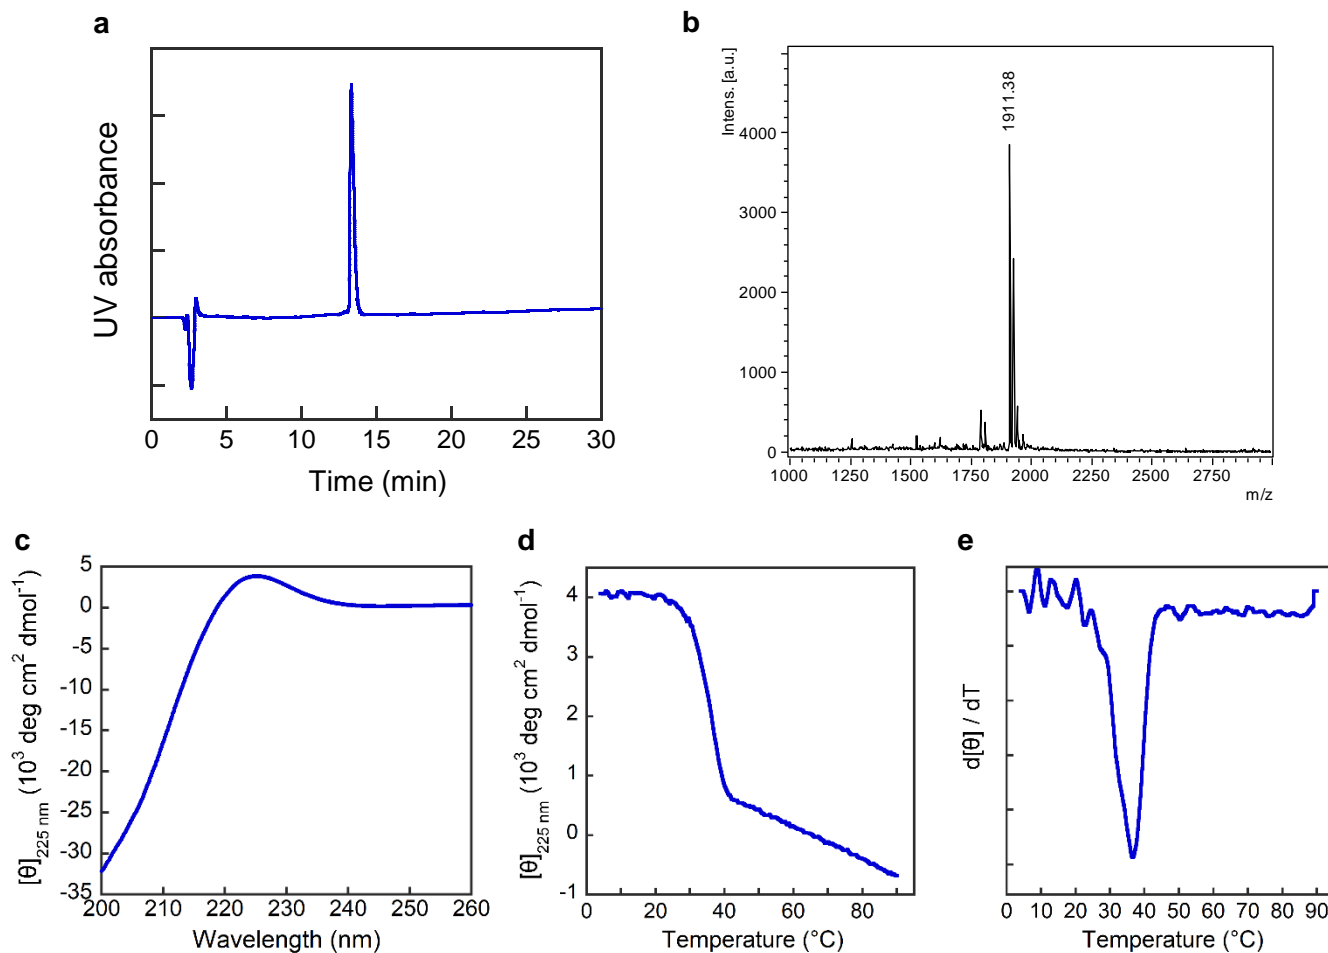 a
UV absorbance
0 5 10 15 20 25 30
Time (min)
b
Intens. [a.u.]
4000
3000
2000
1000
0
1911.38
1000 1250 1500 1750 2000 2250 2500 2750
m/z
c
[θ]225 nm (10³ deg cm² dmol⁻¹)
5
0
-5
-10
-15
-20
-25
-30
-35
200 210 220 230 240 250 260
Wavelength (nm)
d
[θ]225 nm (10³ deg cm² dmol⁻¹)
4
3
2
1
0
-1
0 20 40 60 80
Temperature (°C)
e
d[θ] / dT
0 10 20 30 40 50 60 70 80 90
Temperature (°C)